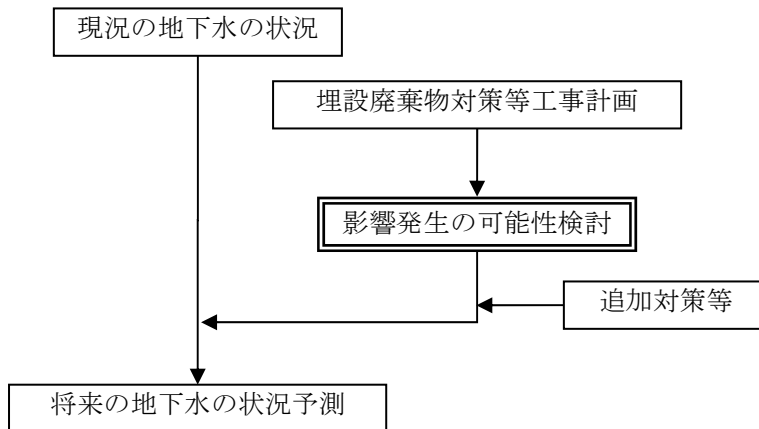 現況の地下水の状況
埋設廃棄物対策等工事計画
影響発生の可能性検討
追加対策等
将来の地下水の状況予測